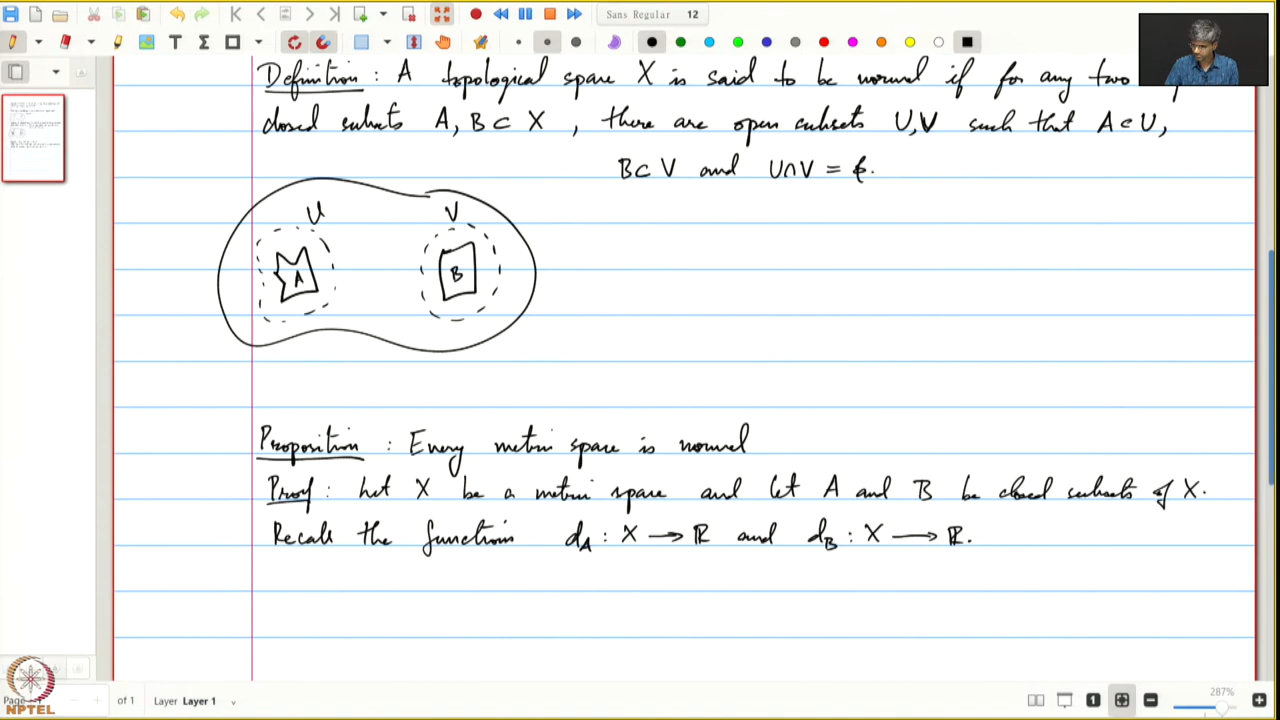 Sans Regular 12
Definition : A topological space X is said to be normal if for any two
closed subsets A, B ⊂ X , there are open subsets U, V such that A ⊂ U,
B ⊂ V and U ∩ V = ϕ.
U
V
A
B
Proposition : Every metric space is normal
Proof : Let X be a metric space and let A and B be closed subsets of X.
Recall the functions d_A : X → ℝ and d_B : X → ℝ.
NPTEL
of 1
Layer Layer 1
1
287%